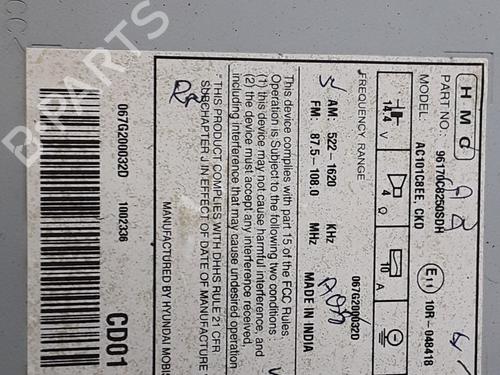 HMC
PART NO: 96170C8250SDH
MODEL: AC101C8EE, CKD
14.4 V
4 Ω
10 A
E11 10R-048418
FREQUENCY RANGE
AM: 522-1620 KHz
FM: 87.5-108.0 MHz
067G200032D
MADE IN INDIA
This device complies with part 15 of the FCC Rules.
Operation is Subject to the following two conditions :
(1) this device may not cause harmful interference, and
(2) the device must accept any interference received,
including interference that may cause undesired operation
* THIS PRODUCT COMPLIES WITH DHHS RULE 21 CFR
SUBCHAPTER J IN EFFECT OF DATE OF MANUFACTURE *
MANUFACTURED BY HYUNDAI MOBIS
067G200032D 1002336
CD01
B-PARTS